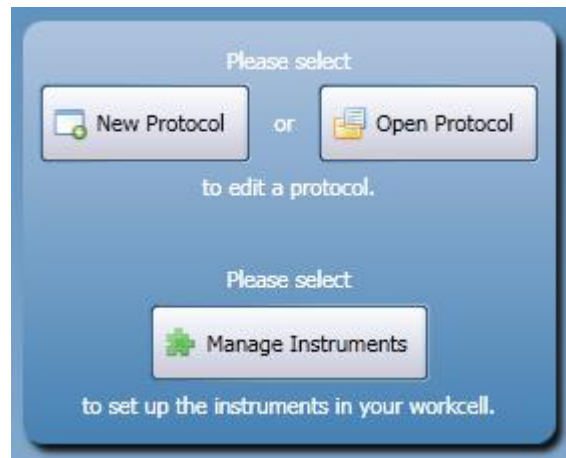 Please select
New Protocol or Open Protocol
to edit a protocol.
Please select
Manage Instruments
to set up the instruments in your workcell.